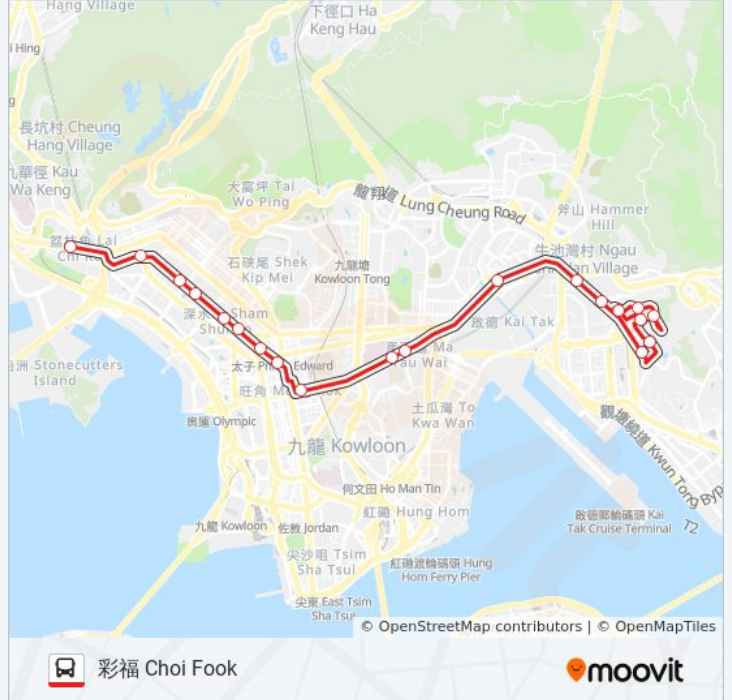 Hang Village
下徑口 Ha
Keng Hau
i Hing
長坑村 Cheung
Hang Village
九華徑 Kau
Wa Keng
大窩坪 Tai
Wo Ping
龍翔道 Lung Cheung Road
斧山 Hammer
Hill
荔枝角 Lai
牛池灣村 Ngau
Village
石硤尾 Shek
Kip Mei
九龍塘
Kowloon Tong
深水 Sham
啟德 Kai Tak
Ma
Wai
洲 Stonecutters
Island
太子 Edward
旺角
土瓜灣 To
Kwa Wan
奧運 Olympic
觀塘繞道 Kwun Tong Byp
九龍 Kowloon
何文田 Ho Man Tin
紅磡 Hung Hom
啟德郵輪碼頭 Kai
Tak Cruise Terminal
T2
九龍 Kowloon
佐敦 Jordan
尖沙咀 Tsim
Sha Tsui
紅磡渡輪碼頭 Hung
Hom Ferry Pier
尖東 East Tsim
Sha Tsui
© OpenStreetMap contributors | © OpenMapTiles
彩福 Choi Fook
moovit